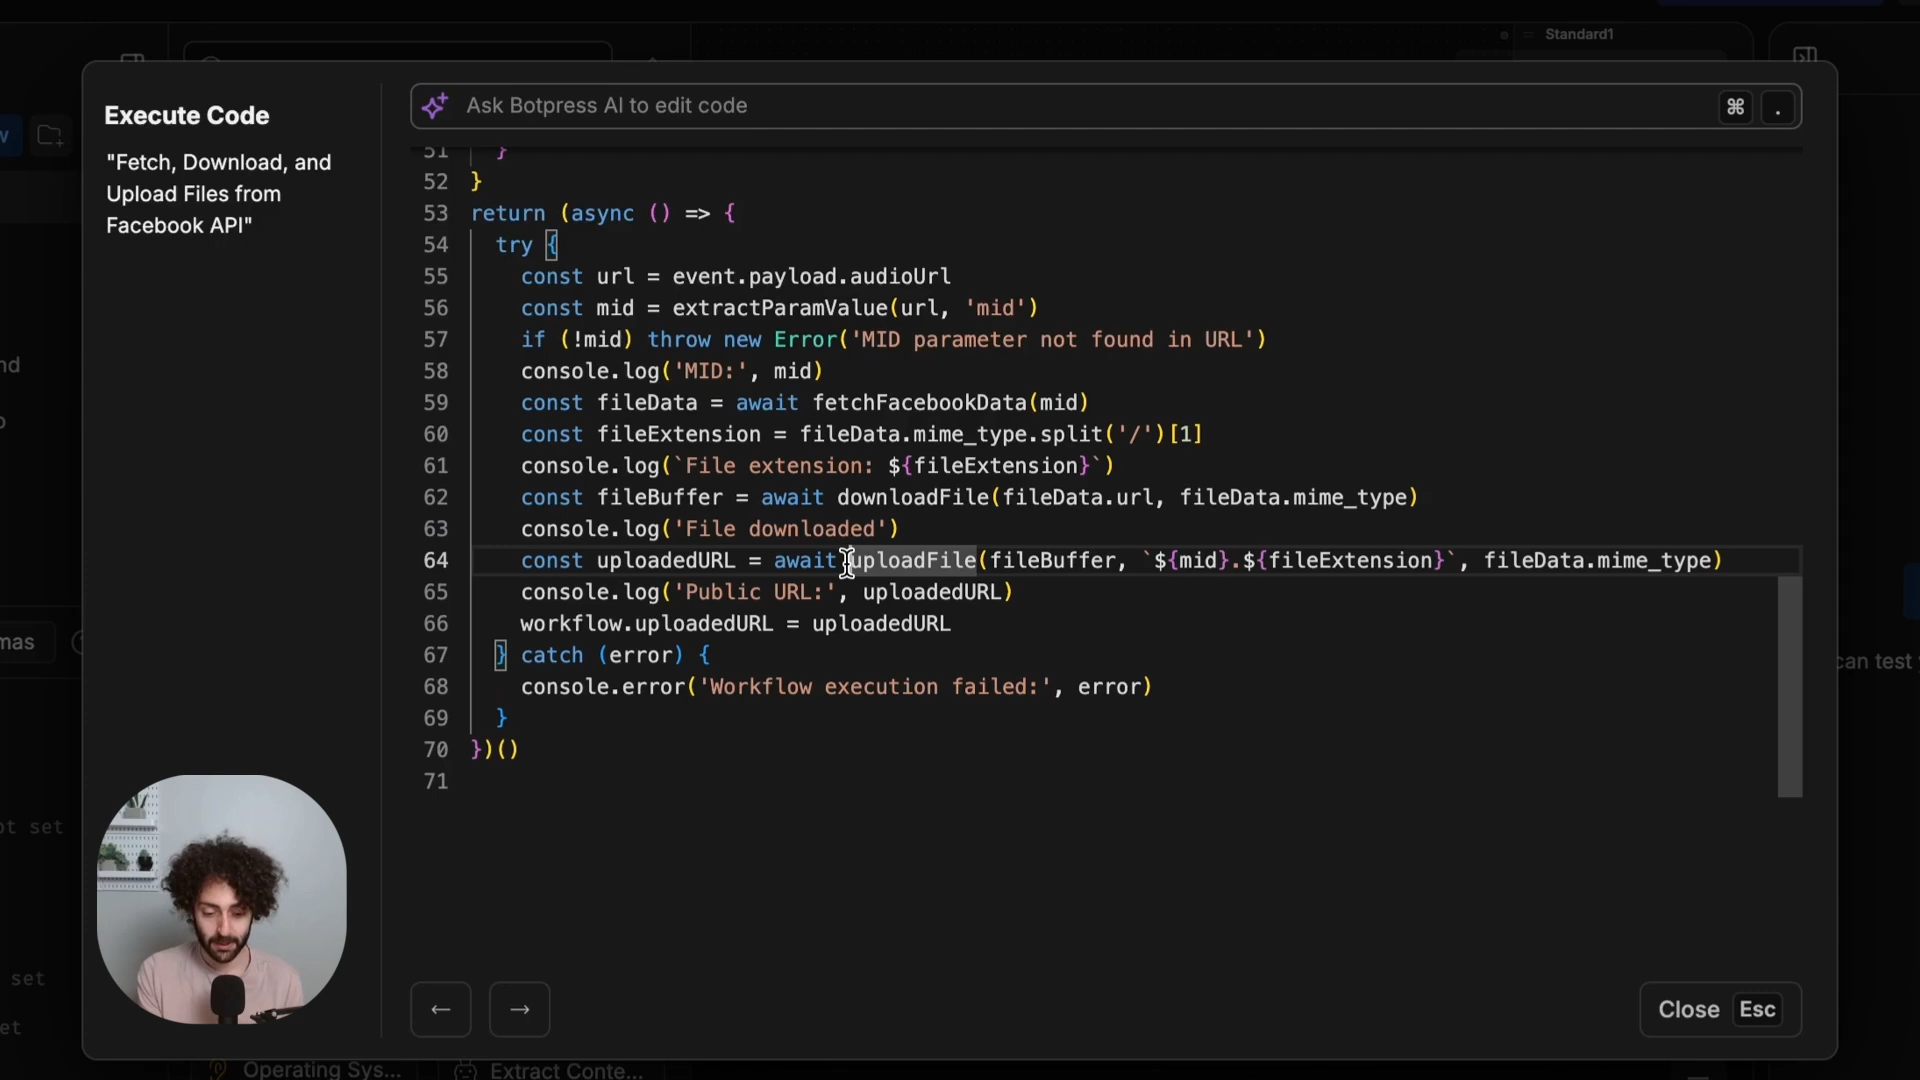 Standard1
Execute Code
"Fetch, Download, and
Upload Files from
Facebook API"
Ask Botpress AI to edit code
⌘ .
51 }
52 }
53 return (async () => {
54 try {
55 const url = event.payload.audioUrl
56 const mid = extractParamValue(url, 'mid')
57 if (!mid) throw new Error('MID parameter not found in URL')
58 console.log('MID:', mid)
59 const fileData = await fetchFacebookData(mid)
60 const fileExtension = fileData.mime_type.split('/')[1]
61 console.log(`File extension: ${fileExtension}`)
62 const fileBuffer = await downloadFile(fileData.url, fileData.mime_type)
63 console.log('File downloaded')
64 const uploadedURL = await uploadFile(fileBuffer, `${mid}.${fileExtension}`, fileData.mime_type)
65 console.log('Public URL:', uploadedURL)
66 workflow.uploadedURL = uploadedURL
67 } catch (error) {
68 console.error('Workflow execution failed:', error)
69 }
70 })()
71
← →
Close Esc
nd
mas
can test
set
set
et
Operating Sys...
Extract Conte...